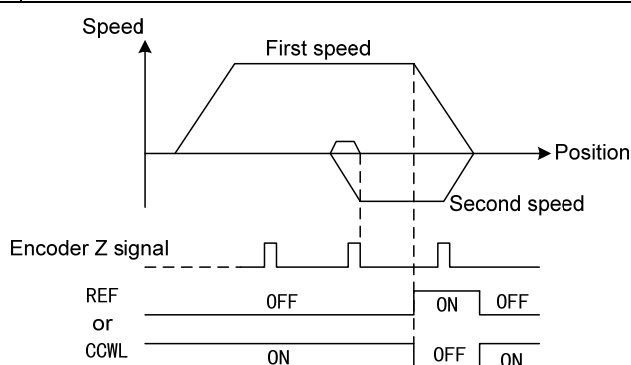 Speed
First speed
Position
Second speed
Encoder Z signal
REF
OFF
ON
OFF
or
CCWL
ON
OFF
ON